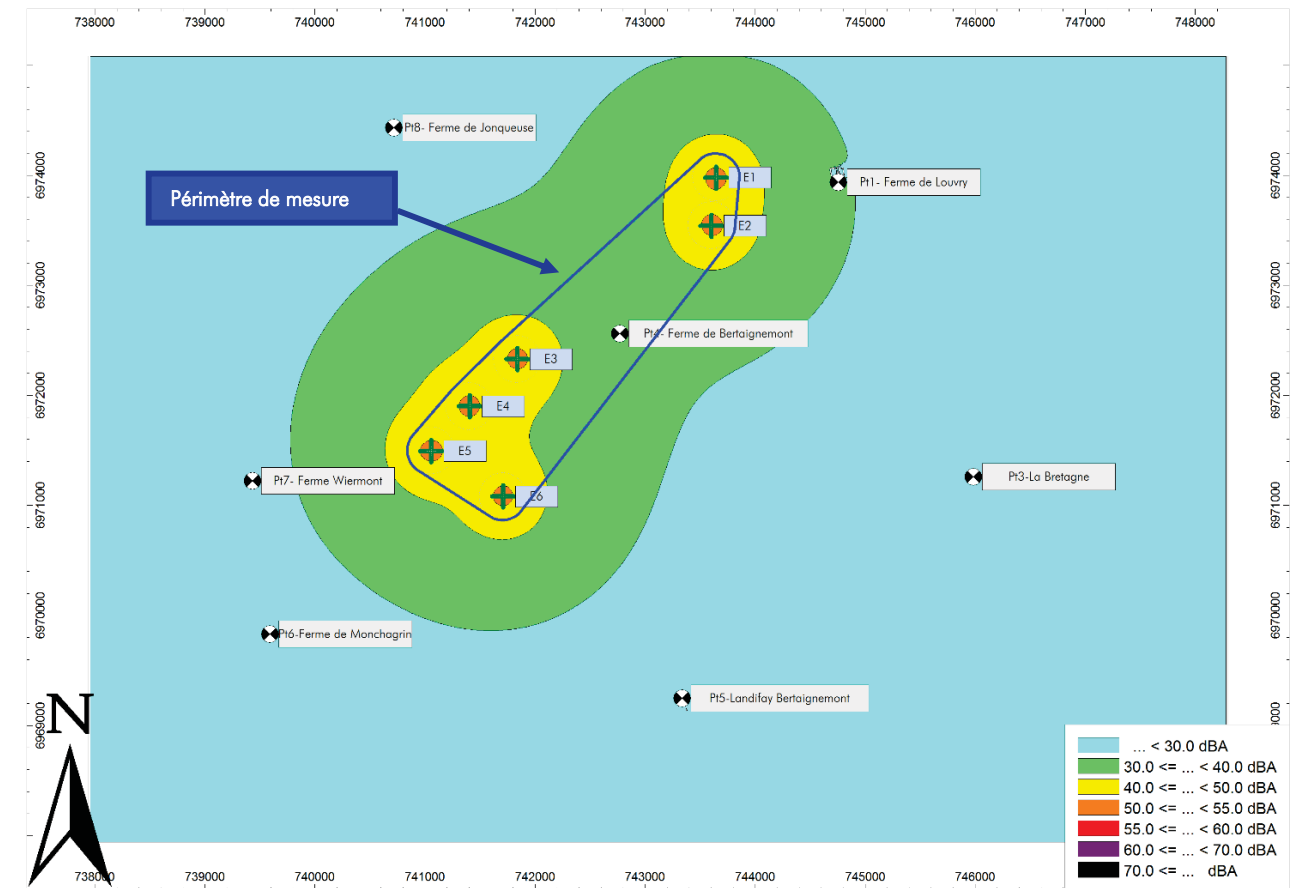 738000 739000 740000 741000 742000 743000 744000 745000 746000 747000 748000
Pt8- Ferme de Jonqueuse
6974000
6974000
E1
Pt1- Ferme de Louvry
Périmètre de mesure
E2
6973000
6973000
Pt4- Ferme de Bertaignemont
E3
6972000
6972000
E4
E5
Pt7- Ferme Wiermont
Pt3-La Bretagne
E6
6971000
6971000
6970000
6970000
Pt6-Ferme de Monchagrin
Pt5-Landifay Bertaignemont
N
6969000
... < 30.0 dBA
30.0 <= ... < 40.0 dBA
40.0 <= ... < 50.0 dBA
50.0 <= ... < 55.0 dBA
55.0 <= ... < 60.0 dBA
60.0 <= ... < 70.0 dBA
70.0 <= ... dBA
738000 739000 740000 741000 742000 743000 744000 745000 746000